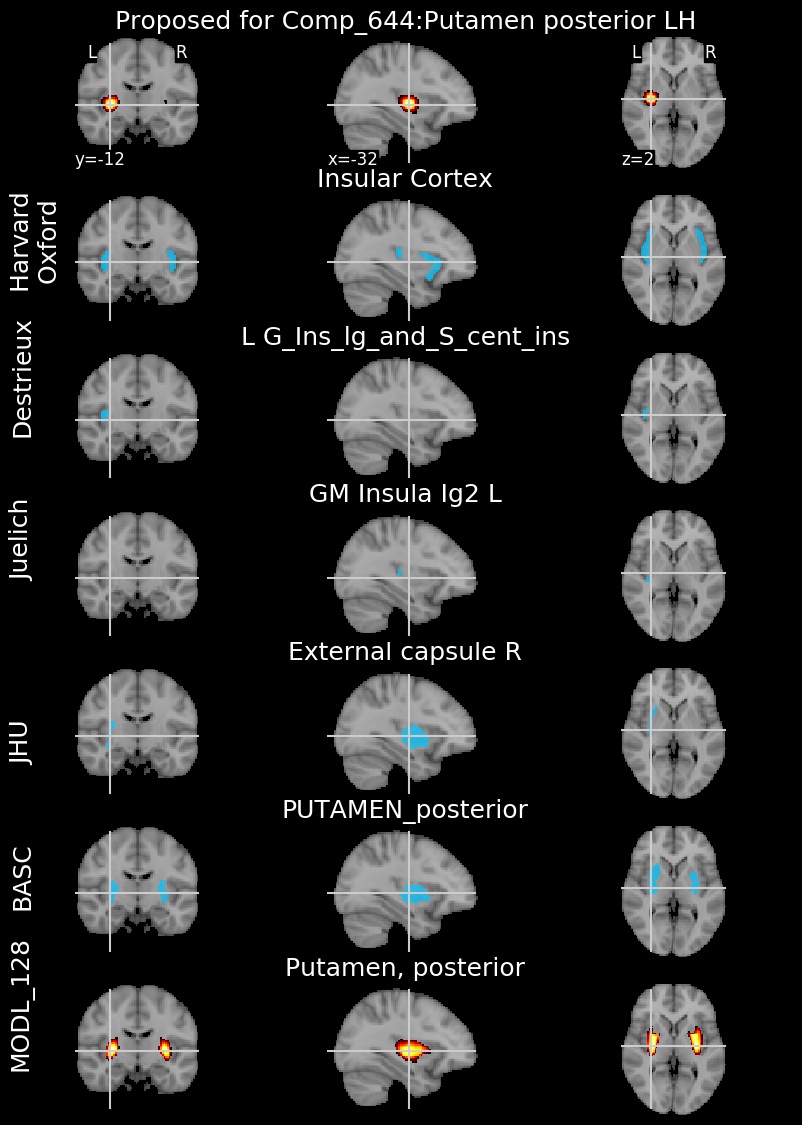 Proposed for Comp_644:Putamen posterior LH
L R L R
y=-12 x=-32 z=2
Insular Cortex
Harvard
Oxford
L G_Ins_lg_and_S_cent_ins
Destrieux
GM Insula Ig2 L
Juelich
External capsule R
JHU
PUTAMEN_posterior
BASC
Putamen, posterior
MODL_128